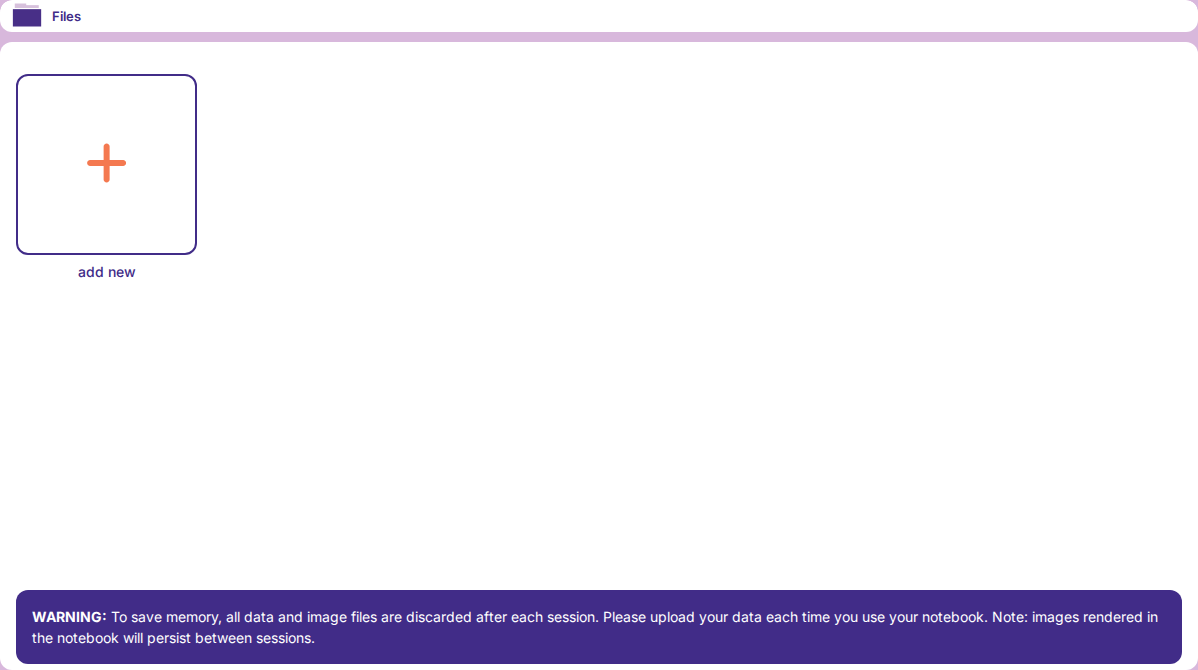 Files
add new
WARNING: To save memory, all data and image files are discarded after each session. Please upload your data each time you use your notebook. Note: images rendered in
the notebook will persist between sessions.